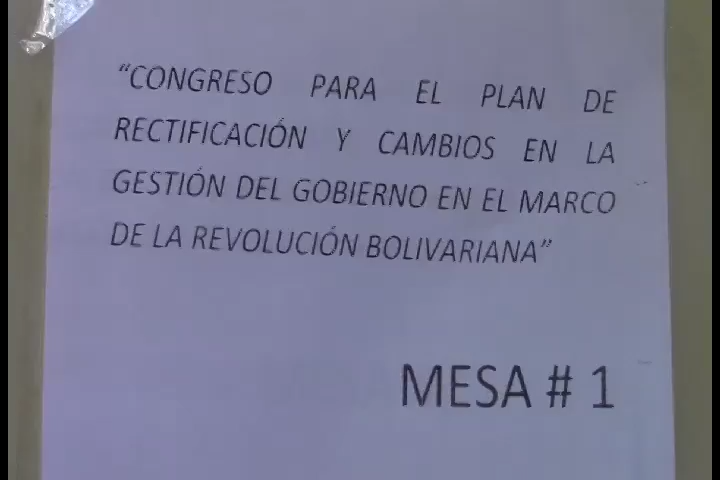 “CONGRESO PARA EL PLAN DE
RECTIFICACIÓN Y CAMBIOS EN LA
GESTIÓN DEL GOBIERNO EN EL MARCO
DE LA REVOLUCIÓN BOLIVARIANA”
MESA # 1